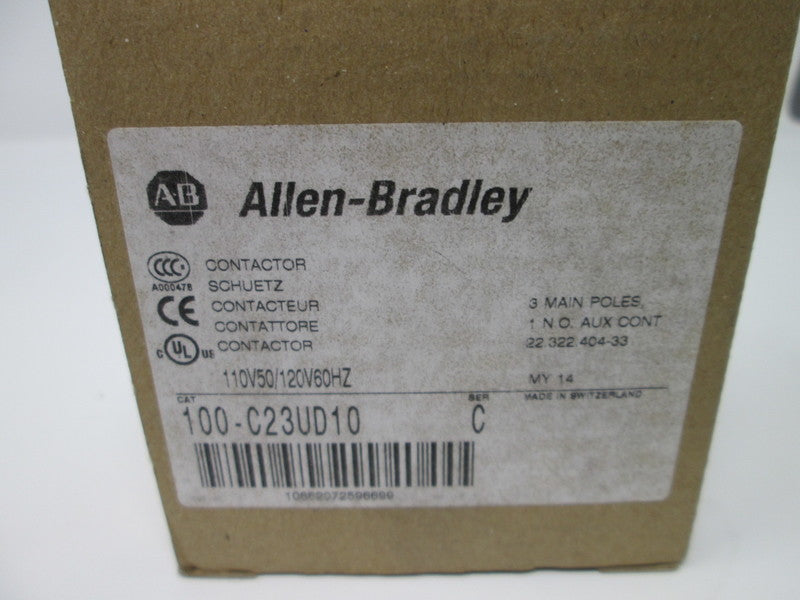 AB Allen-Bradley
CCC CONTACTOR
A000478 SCHUETZ
CE CONTACTEUR
CONTATTORE
C UL US CONTACTOR
3 MAIN POLES,
1 N.O. AUX CONT
22.322.404-33
110V50/120V60HZ
MY 14
CAT
SER
MADE IN SWITZERLAND
100-C23UD10
C
10662072596699